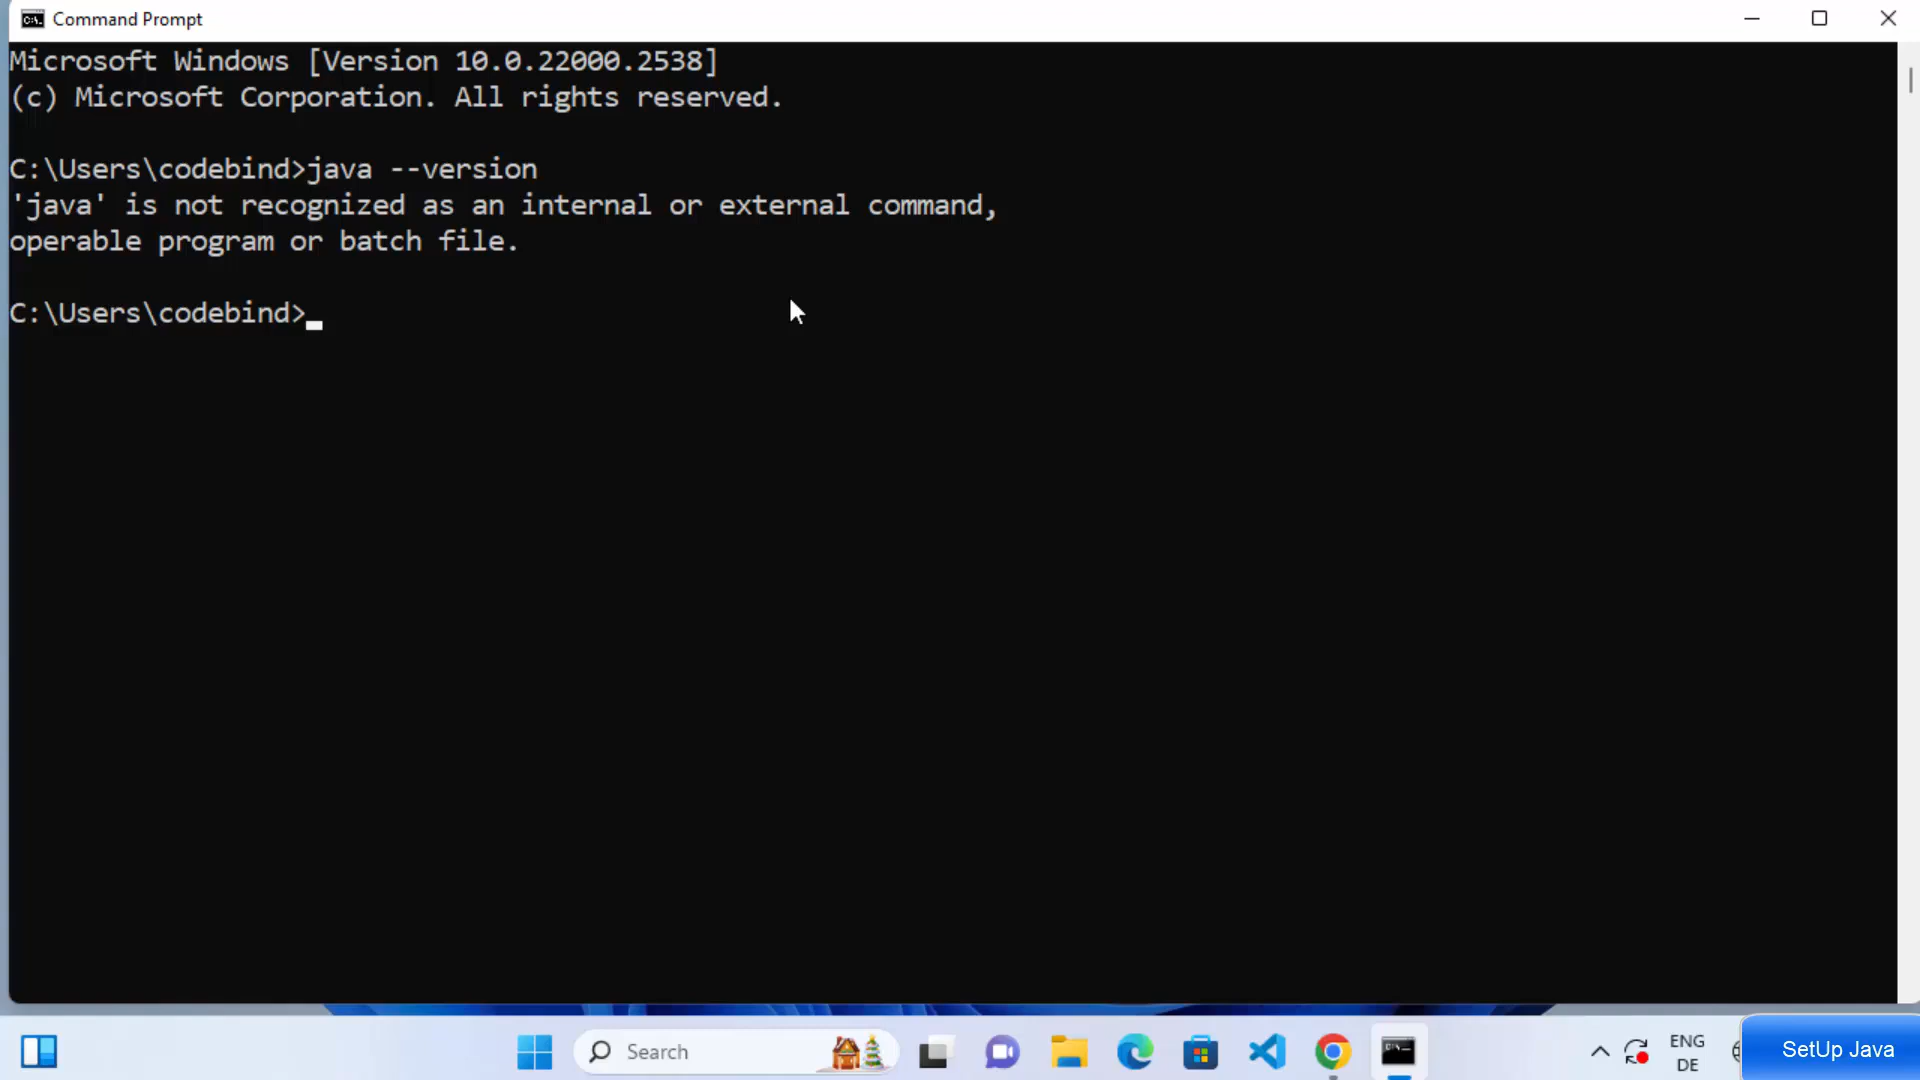 Command Prompt
Microsoft Windows [Version 10.0.22000.2538]
(c) Microsoft Corporation. All rights reserved.
C:\Users\codebind>java --version
'java' is not recognized as an internal or external command,
operable program or batch file.
C:\Users\codebind>
Search
ENG
DE
SetUp Java